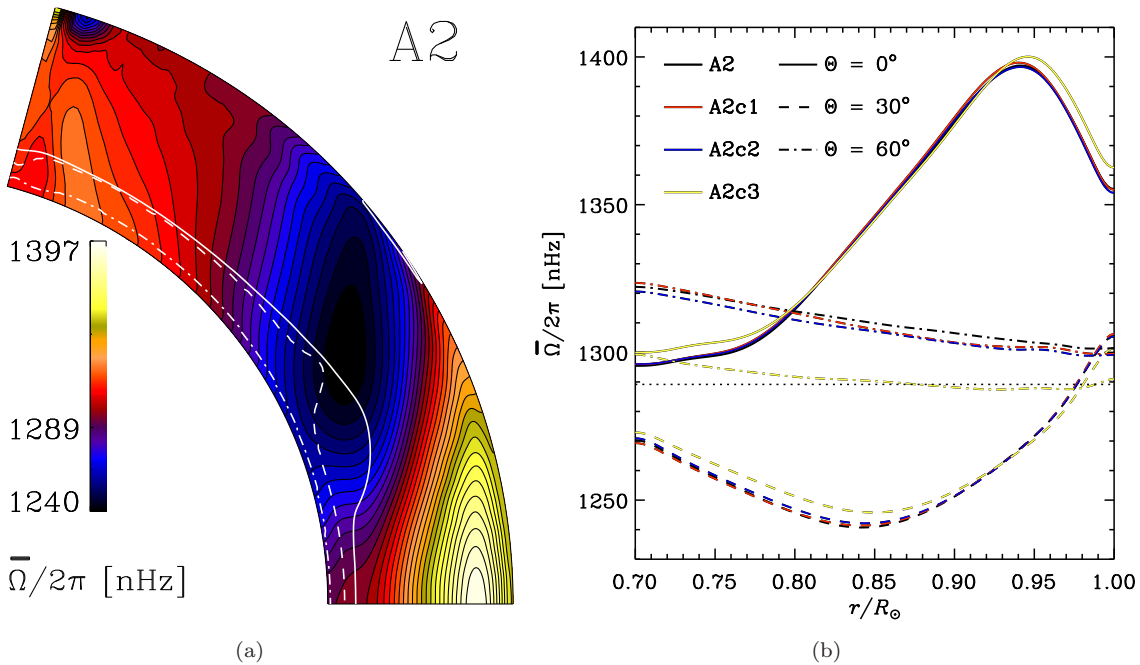 A2
1397
1289
1240
Ω̅/2π [nHz]
(a)
Ω̅/2π [nHz]
1400
1350
1300
1250
A2
A2c1
A2c2
A2c3
Θ = 0°
Θ = 30°
Θ = 60°
0.70
0.75
0.80
0.85
0.90
0.95
1.00
r/R☉
(b)